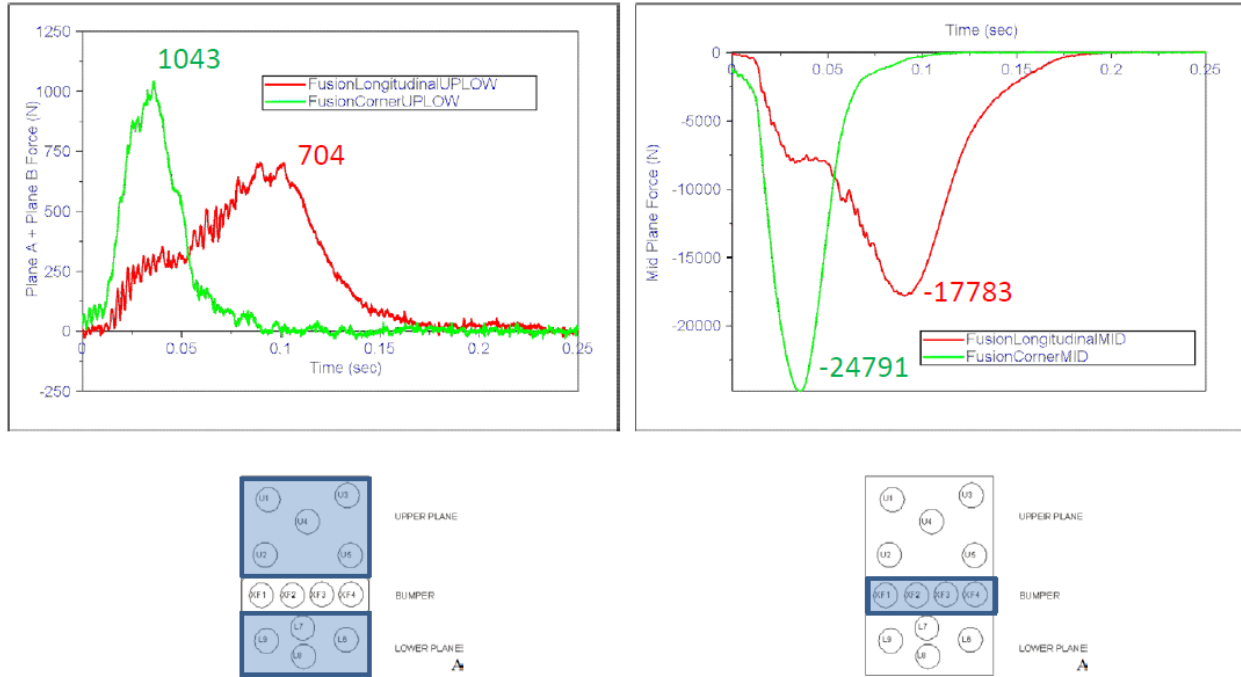 1250
1000
750
500
250
0
-250
Plane A + Plane B Force (N)
1043
FusionLongitudinalUPLOW
FusionCornerUPLOW
704
0
0.05
0.1
0.15
0.2
0.25
Time (sec)
Time (sec)
0
-5000
-10000
-15000
-20000
Mid Plane Force (N)
0
0.05
0.1
0.15
0.2
0.25
-17783
FusionLongitudinalMID
FusionCornerMID
-24791
U1
U3
U4
UPPER PLANE
U2
U5
XF1 XF2 XF3 XF4
BUMPER
L7
L9
L6
L8
LOWER PLANE
A
U1
U3
U4
UPPER PLANE
U2
U5
XF1 XF2 XF3 XF4
BUMPER
L7
L9
L6
L8
LOWER PLANE
A